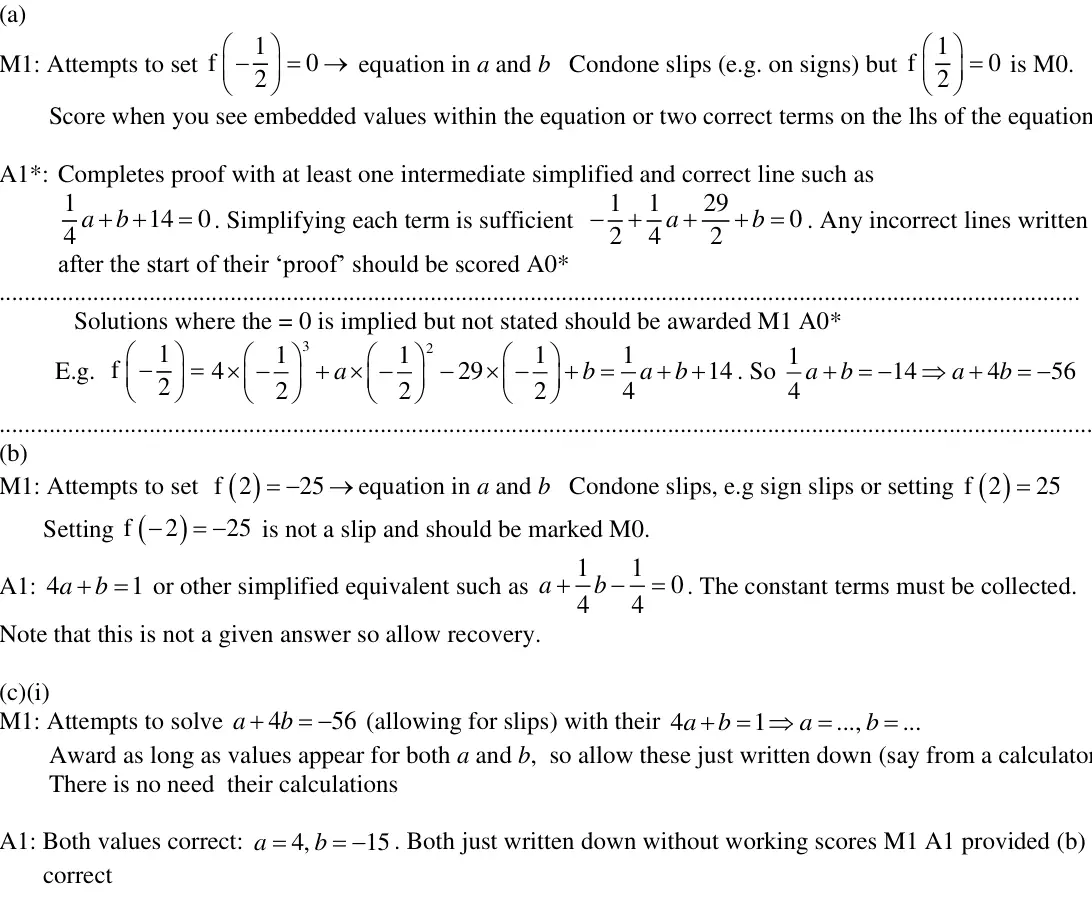 (a)
M1: Attempts to set f(−1/2) = 0 → equation in a and b Condone slips (e.g. on signs) but f(1/2) = 0 is M0.
Score when you see embedded values within the equation or two correct terms on the lhs of the equation
A1*: Completes proof with at least one intermediate simplified and correct line such as
1/4 a + b + 14 = 0. Simplifying each term is sufficient −1/2 + 1/4 a + 29/2 + b = 0. Any incorrect lines written
after the start of their ‘proof’ should be scored A0*
Solutions where the = 0 is implied but not stated should be awarded M1 A0*
E.g. f(−1/2) = 4×(−1/2)³ + a×(−1/2)² − 29×(−1/2) + b = 1/4 a + b + 14. So 1/4 a + b = −14 ⇒ a + 4b = −56
(b)
M1: Attempts to set f(2) = −25 → equation in a and b Condone slips, e.g sign slips or setting f(2) = 25
Setting f(−2) = −25 is not a slip and should be marked M0.
A1: 4a + b = 1 or other simplified equivalent such as a + 1/4 b − 1/4 = 0. The constant terms must be collected.
Note that this is not a given answer so allow recovery.
(c)(i)
M1: Attempts to solve a + 4b = −56 (allowing for slips) with their 4a + b = 1 ⇒ a = ..., b = ...
Award as long as values appear for both a and b, so allow these just written down (say from a calculator
There is no need their calculations
A1: Both values correct: a = 4, b = −15. Both just written down without working scores M1 A1 provided (b)
correct